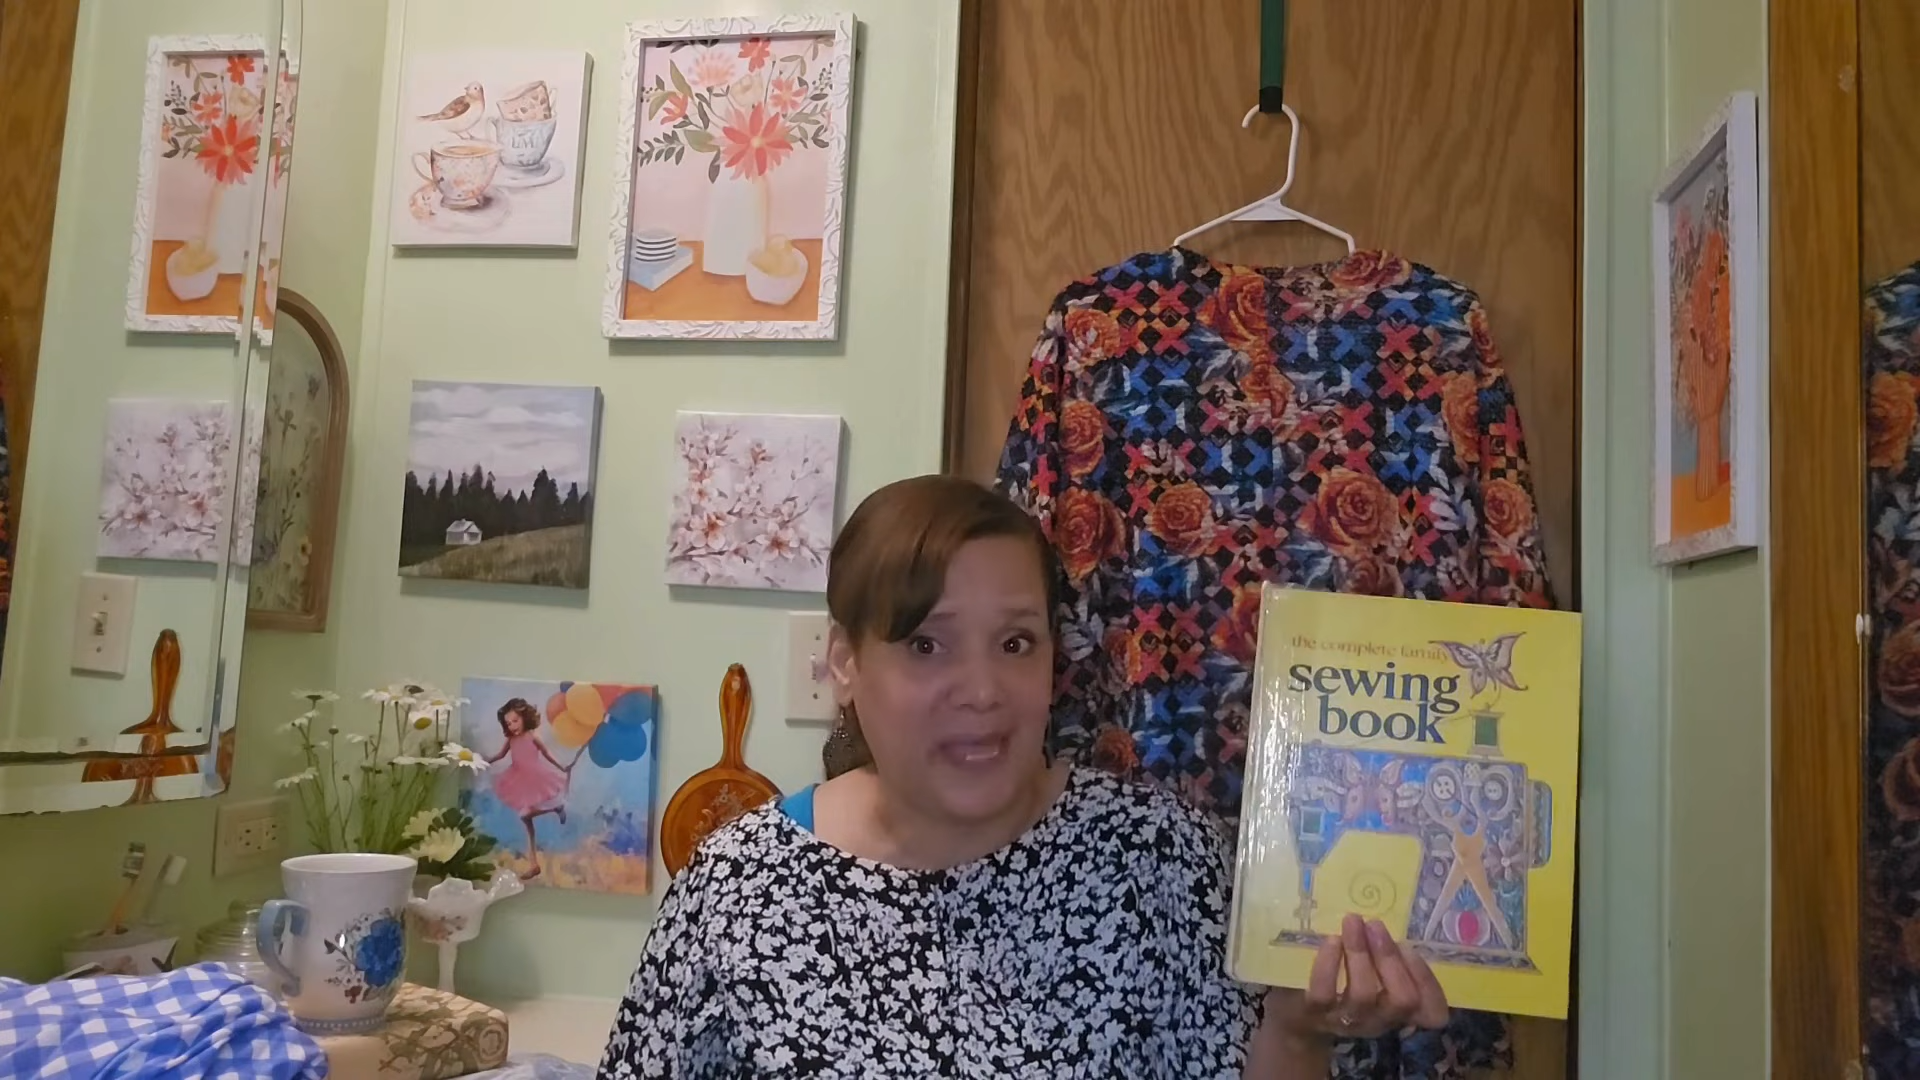 the complete family
sewing
book